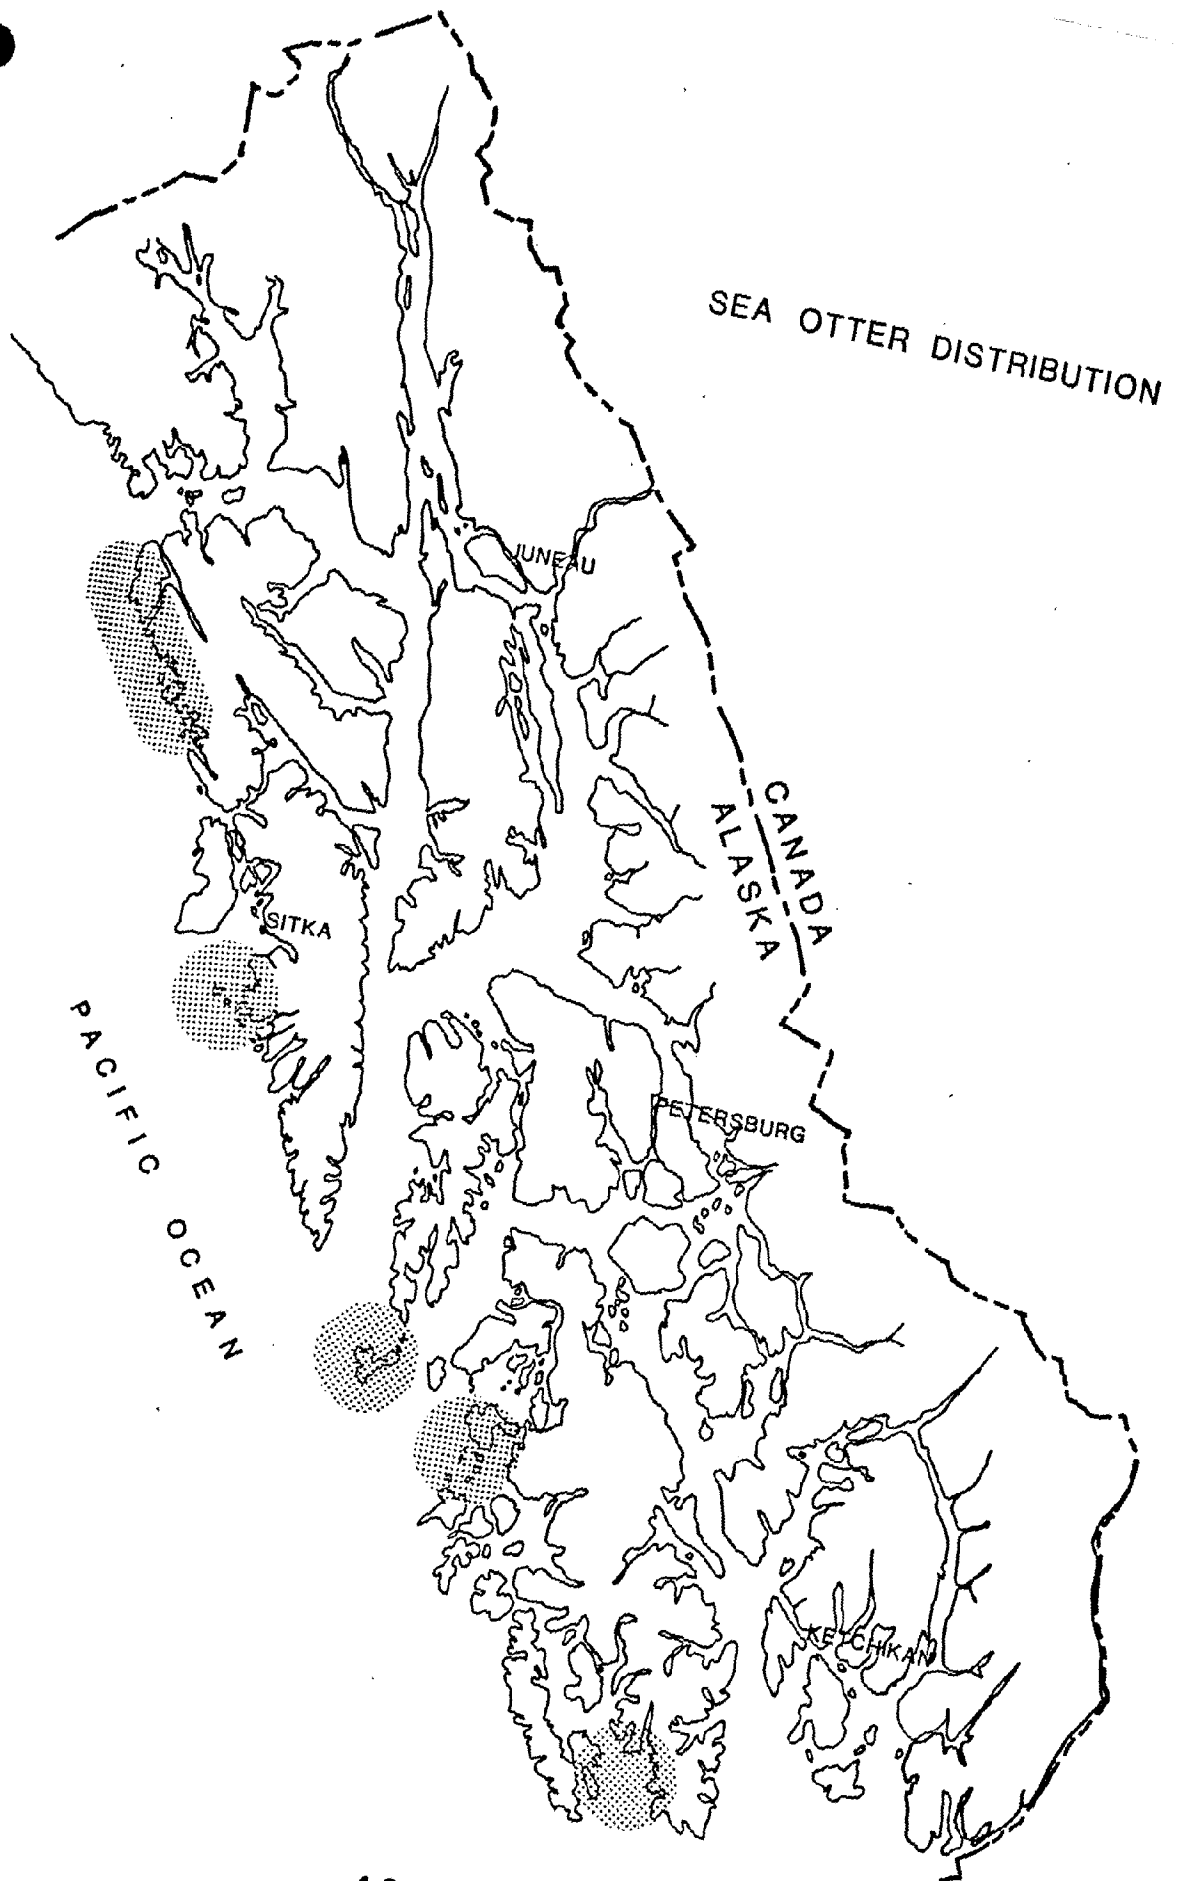 SEA OTTER DISTRIBUTION
JUNEAU
CANADA
ALASKA
SITKA
PACIFIC OCEAN
PETERSBURG
KETCHIKAN